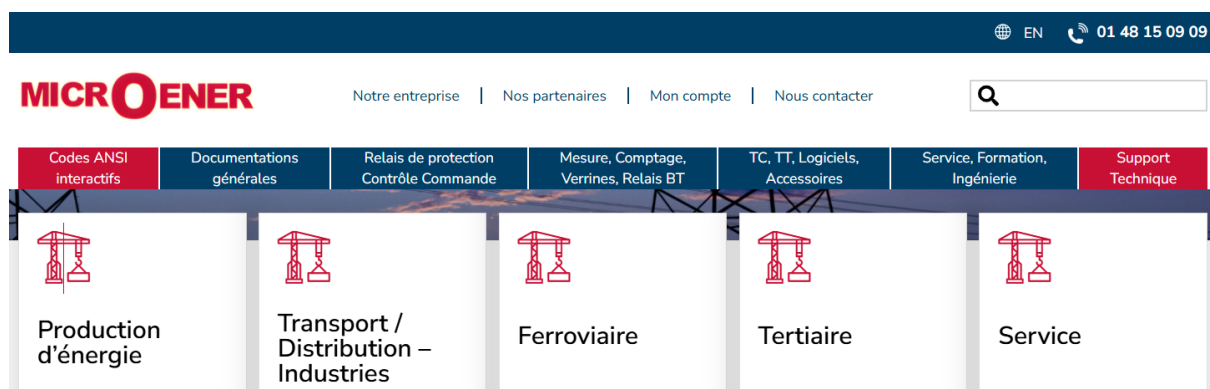 EN 01 48 15 09 09
MICROENER
Notre entreprise | Nos partenaires | Mon compte | Nous contacter
Codes ANSI interactifs
Documentations générales
Relais de protection Contrôle Commande
Mesure, Comptage, Verrines, Relais BT
TC, TT, Logiciels, Accessoires
Service, Formation, Ingénierie
Support Technique
Production
d’énergie
Transport /
Distribution –
Industries
Ferroviaire
Tertiaire
Service